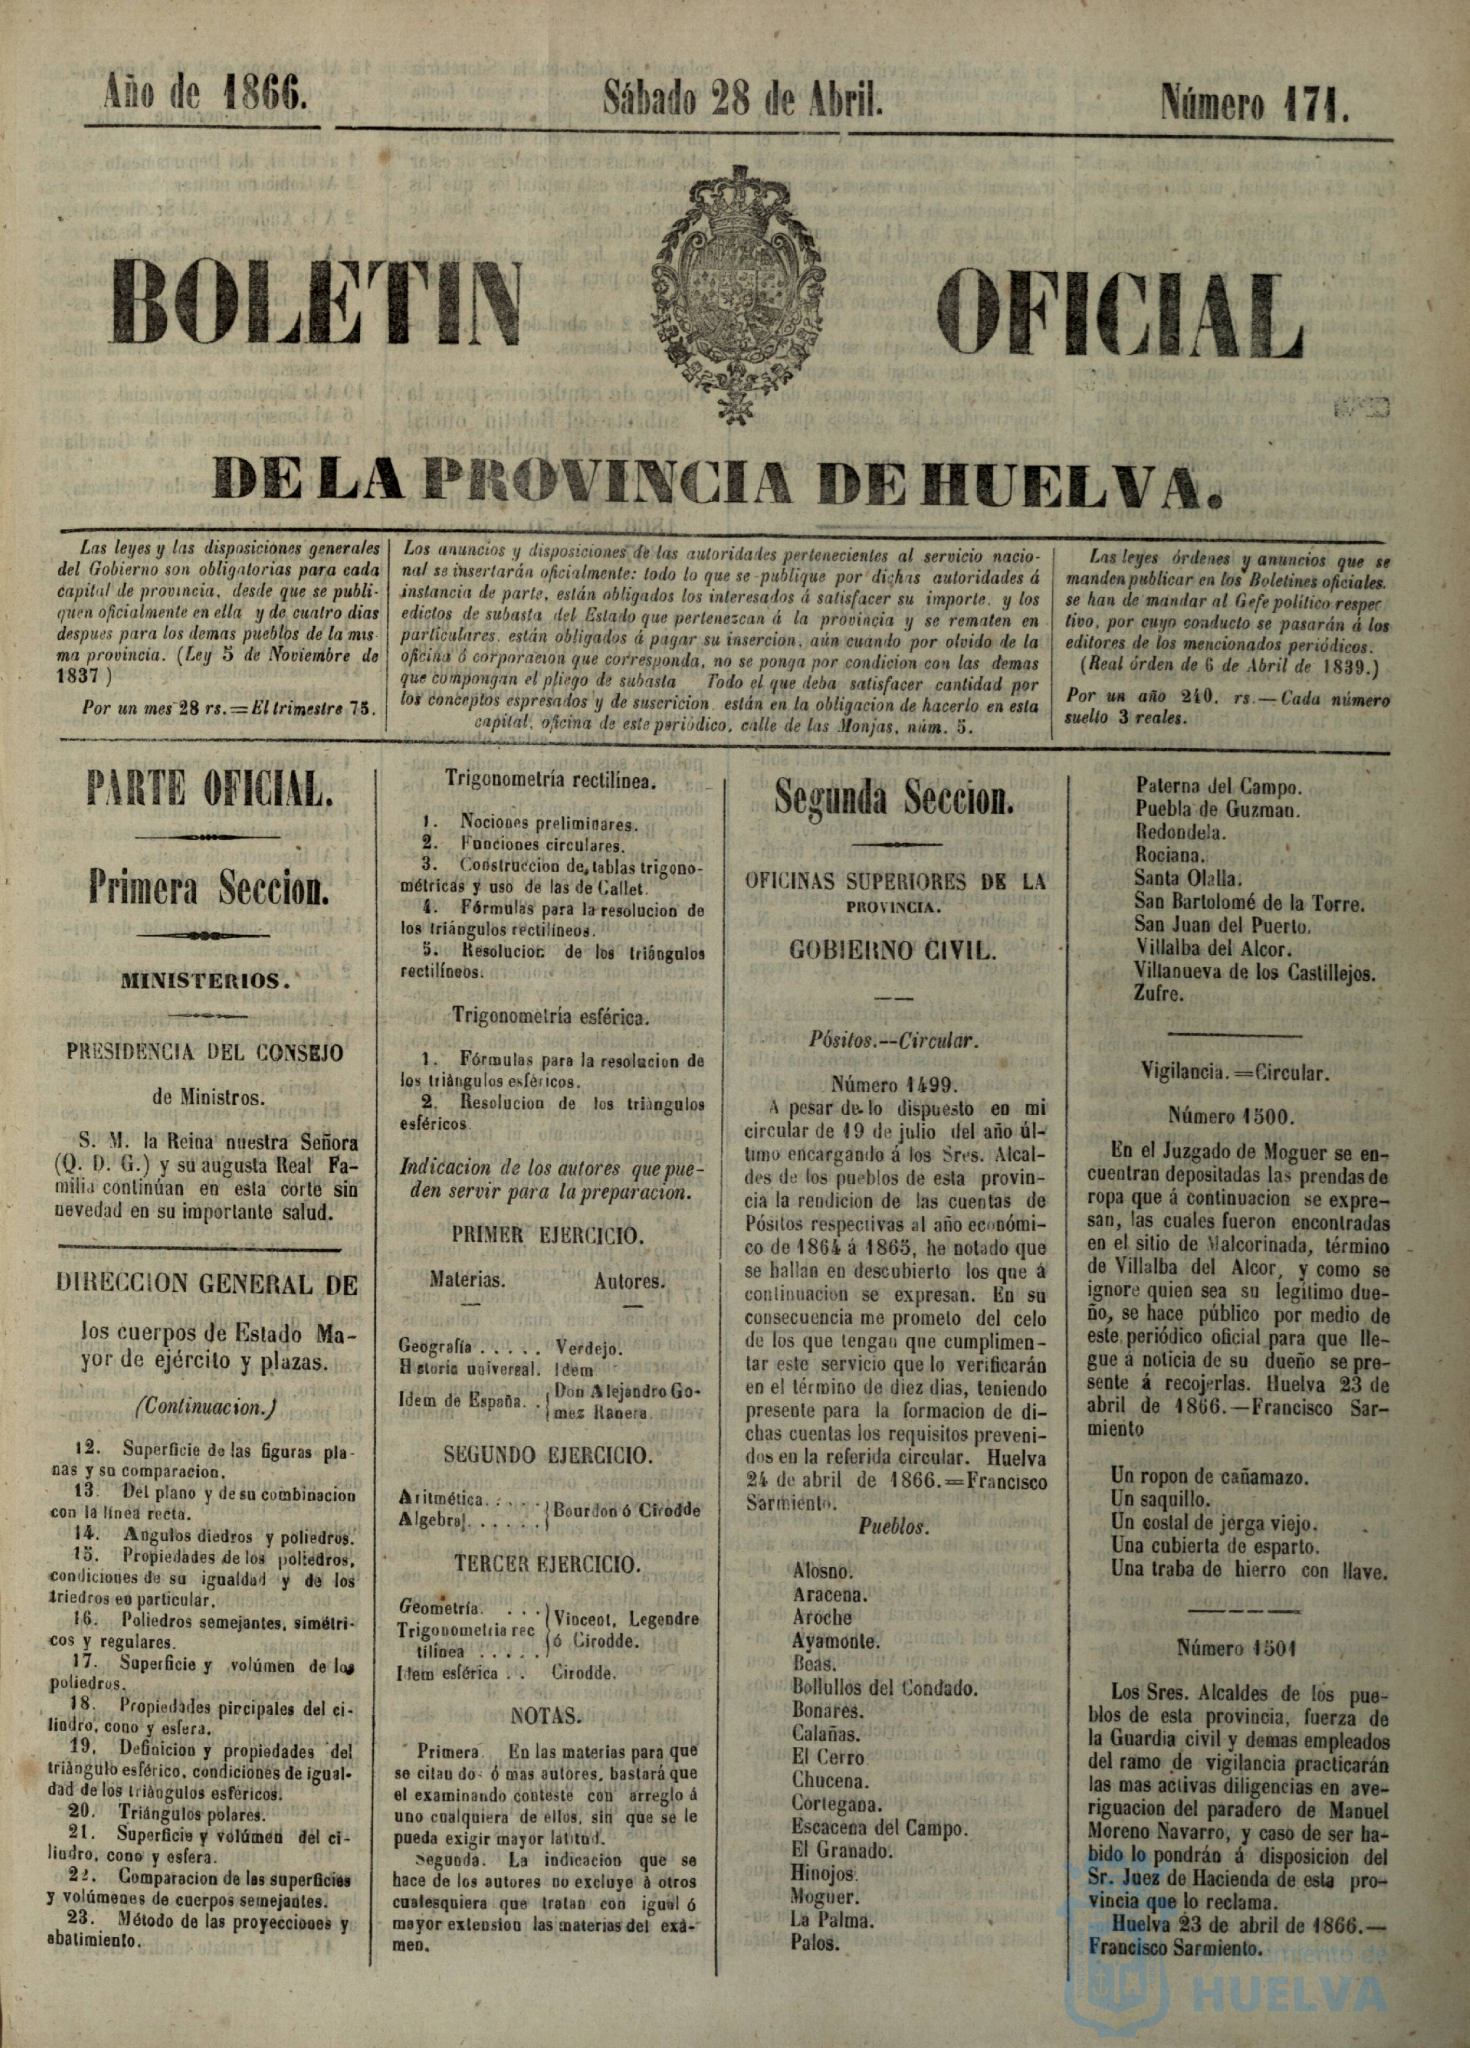 Año de 1866.
Sábado 28 de Abril.
Número 171.
BOLETIN OFICIAL
DE LA PROVINCIA DE HUELVA.
Las leyes y las disposiciones generales
del Gobierno son obligatorias para cada
capital de provincia, desde que se publi-
quen oficialmente en ella y de cuatro dias
despues para los demas pueblos de la mis
ma provincia. (Ley 5 de Noviembre de
1837 )
Por un mes 28 rs.=El trimestre 75.
Los anuncios y disposiciones de las autoridades pertenecientes al servicio nacio-
nal se insertarán oficialmente: todo lo que se publique por dichas autoridades á
instancia de parte, están obligados los interesados á satisfacer su importe. y los
edictos de subasta del Estado que pertenezcan á la provincia y se rematen en
particulares, están obligados á pagar su insercion, aún cuando por olvido de la
oficina ó corporacion que corresponda, no se ponga por condicion con las demas
que compongan el pliego de subasta Todo el que deba satisfacer cantidad por
los conceptos espresados y de suscricion, están en la obligacion de hacerlo en esta
capital, oficina de este periódico, calle de las Monjas, núm. 5.
Las leyes órdenes y anuncios que se
manden publicar en los Boletines oficiales.
se han de mandar al Gefe político respec
tivo, por cuyo conducto se pasarán á los
editores de los mencionados periódicos.
(Real órden de 6 de Abril de 1839.)
Por un año 240. rs.—Cada número
suelto 3 reales.
PARTE OFICIAL.
Primera Seccion.
MINISTERIOS.
PRESIDENCIA DEL CONSEJO
de Ministros.
S. M. la Reina nuestra Señora
(Q. D. G.) y su augusta Real Fa-
milia continúan en esta corte sin
nevedad en su importante salud.
DIRECCION GENERAL DE
los cuerpos de Estado Ma-
yor de ejército y plazas.
(Continuacion.)
12. Superficie de las figuras pla-
nas y su comparacion.
13. Del plano y de su combinacion
con la línea recta.
14. Angulos diedros y poliedros.
15. Propiedades de los poliedros,
condiciones de su igualdad y de los
triedros en particular.
16. Poliedros semejantes, simétri-
cos y regulares.
17. Superficie y volúmen de los
poliedros.
18. Propiedades pircipales del ci-
lindro, cono y esfera.
19. Definicion y propiedades del
triángulo esférico, condiciones de igual-
dad de los triángulos esféricos.
20. Triángulos polares.
21. Superficie y volúmen del ci-
lindro, cono y esfera.
22. Comparacion de las superficies
y volúmenes de cuerpos semejantes.
23. Método de las proyecciones y
abatimiento.
Trigonometría rectilínea.
1. Nociones preliminares.
2. Funciones circulares.
3. Construccion de tablas trigono-
métricas y uso de las de Callet.
4. Fórmulas para la resolucion de
los triángulos rectilíneos.
5. Resolucion de los triángulos
rectilíneos.
Trigonometría esférica.
1. Fórmulas para la resolucion de
los triángulos esféricos.
2. Resolucion de los triángulos
esféricos
Indicacion de los autores que pue-
den servir para la preparacion.
PRIMER EJERCICIO.
Materias. Autores.
Geografía . . . . . Verdejo.
Historia universal. Idem
Idem de España. . {Don Alejandro Go-
mez Ranera.
SEGUNDO EJERCICIO.
Aritmética. . . . .
Algebra. . . . . . }Bourdon ó Cirodde
TERCER EJERCICIO.
Geometría. . . . }Vincent, Legendre
Trigonometria rec
tilínea . . . . . ó Cirodde.
Idem esférica . . Cirodde.
NOTAS.
Primera. En las materias para que
se citan do ó mas autores, bastará que
el examinando conteste con arreglo á
uno cualquiera de ellos, sin que se le
pueda exigir mayor latitud.
Segunda. La indicacion que se
hace de los autores no excluye á otros
cualesquiera que tratan con igual ó
mayor extension las materias del exá-
men.
Segunda Seccion.
OFICINAS SUPERIORES DE LA
PROVINCIA.
GOBIERNO CIVIL.
Pósitos.--Circular.
Número 1499.
A pesar de lo dispuesto en mi
circular de 19 de julio del año úl-
timo encargando á los Sres. Alcal-
des de los pueblos de esta provin-
cia la rendicion de las cuentas de
Pósitos respectivas al año económi-
co de 1864 á 1865, he notado que
se hallan en descubierto los que á
continuacion se expresan. En su
consecuencia me prometo del celo
de los que tengan que cumplimen-
tar este servicio que lo verificarán
en el término de diez dias, teniendo
presente para la formacion de di-
chas cuentas los requisitos preveni-
dos en la referida circular. Huelva
24 de abril de 1866.=Francisco
Sarmiento.
Pueblos.
Alosno.
Aracena.
Aroche
Ayamonte.
Beas.
Bollullos del Condado.
Bonares.
Calañas.
El Cerro
Chucena.
Cortegana.
Escacena del Campo.
El Granado.
Hinojos.
Moguer.
La Palma.
Palos.
Paterna del Campo.
Puebla de Guzman.
Redondela.
Rociana.
Santa Olalla.
San Bartolomé de la Torre.
San Juan del Puerto.
Villalba del Alcor.
Villanueva de los Castillejos.
Zufre.
Vigilancia.=Circular.
Número 1500.
En el Juzgado de Moguer se en-
cuentran depositadas las prendas de
ropa que á continuacion se expre-
san, las cuales fueron encontradas
en el sitio de Malcorinada, término
de Villalba del Alcor, y como se
ignore quien sea su legítimo due-
ño, se hace público por medio de
este periódico oficial para que lle-
gue á noticia de su dueño se pre-
sente á recojerlas. Huelva 23 de
abril de 1866.—Francisco Sar-
miento
Un ropon de cañamazo.
Un saquillo.
Un costal de jerga viejo.
Una cubierta de esparto.
Una traba de hierro con llave.
Número 1501
Los Sres. Alcaldes de los pue-
blos de esta provincia, fuerza de
la Guardia civil y demas empleados
del ramo de vigilancia practicarán
las mas activas diligencias en ave-
riguacion del paradero de Manuel
Moreno Navarro, y caso de ser ha-
bido lo pondrán á disposicion del
Sr. Juez de Hacienda de esta pro-
vincia que lo reclama.
Huelva 23 de abril de 1866.—
Francisco Sarmiento.
Ayuntamiento de
HUELVA